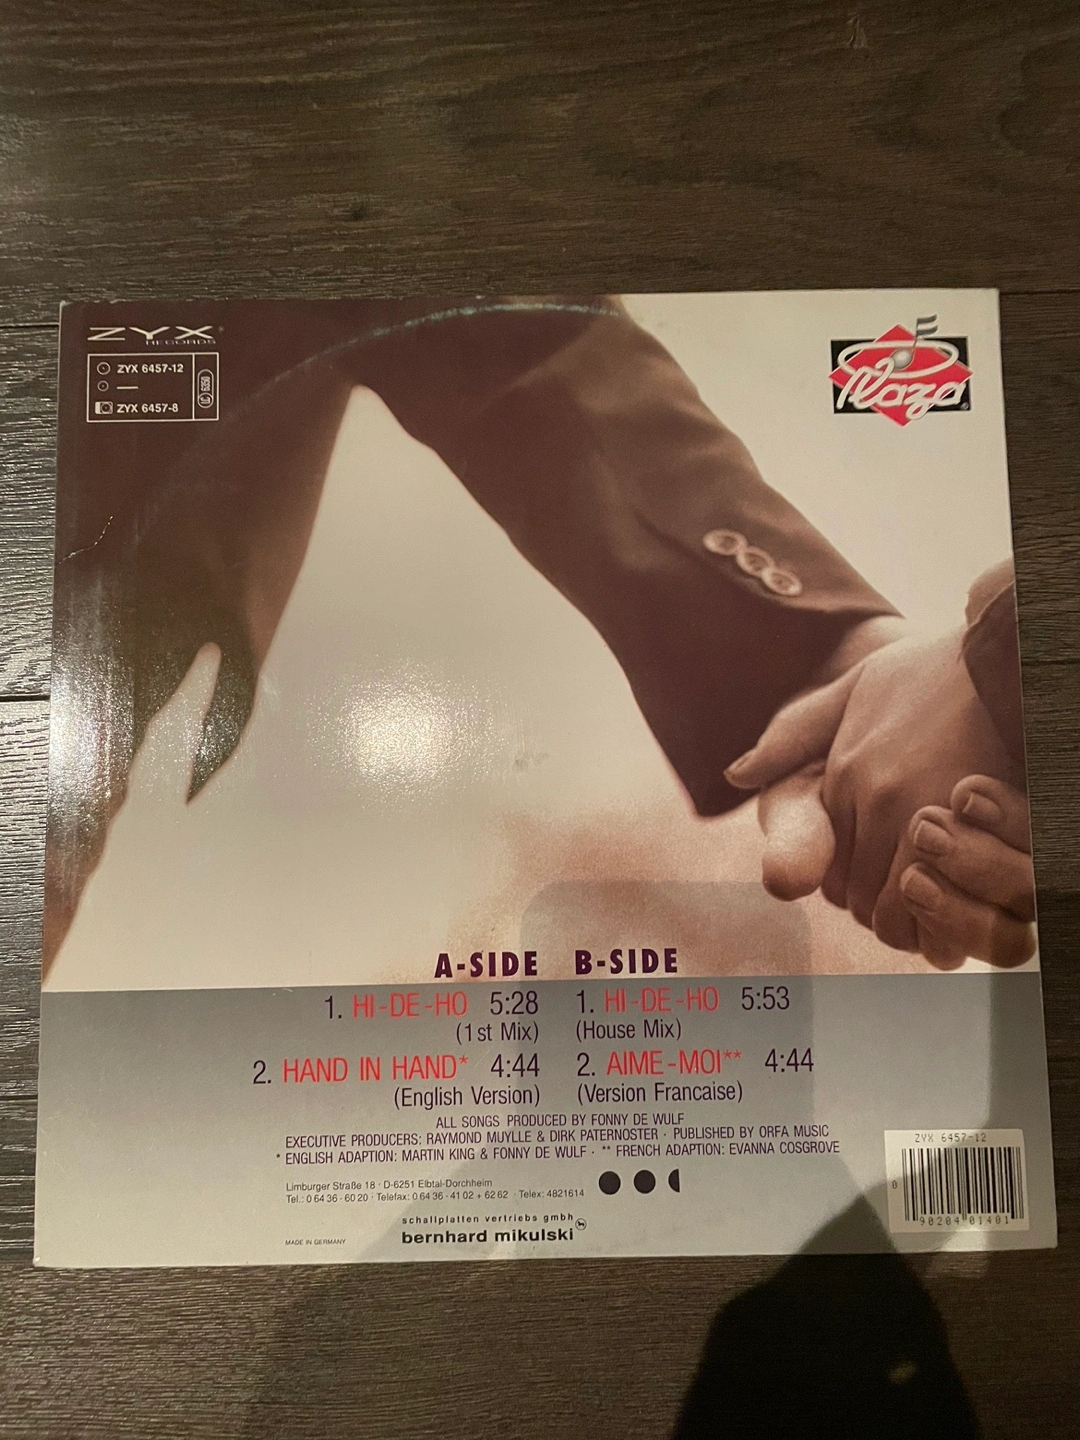 ZYX
RECORDS
ZYX 6457-12
—
ZYX 6457-8
LC 6350
Plaza
A-SIDE
1. HI-DE-HO 5:28
(1st Mix)
2. HAND IN HAND* 4:44
(English Version)
B-SIDE
1. HI-DE-HO 5:53
(House Mix)
2. AIME-MOI** 4:44
(Version Francaise)
ALL SONGS PRODUCED BY FONNY DE WULF
EXECUTIVE PRODUCERS: RAYMOND MUYLLE & DIRK PATERNOSTER · PUBLISHED BY ORFA MUSIC
* ENGLISH ADAPTION: MARTIN KING & FONNY DE WULF · ** FRENCH ADAPTION: EVANNA COSGROVE
Limburger Straße 18 · D-6251 Elbtal-Dorchheim
Tel.: 0 64 36 - 60 20 · Telefax: 0 64 36 - 41 02 + 62 62 · Telex: 4821614
schallplatten vertriebs gmbh
bernhard mikulski
MADE IN GERMANY
ZYX 6457-12
0 90204 01401